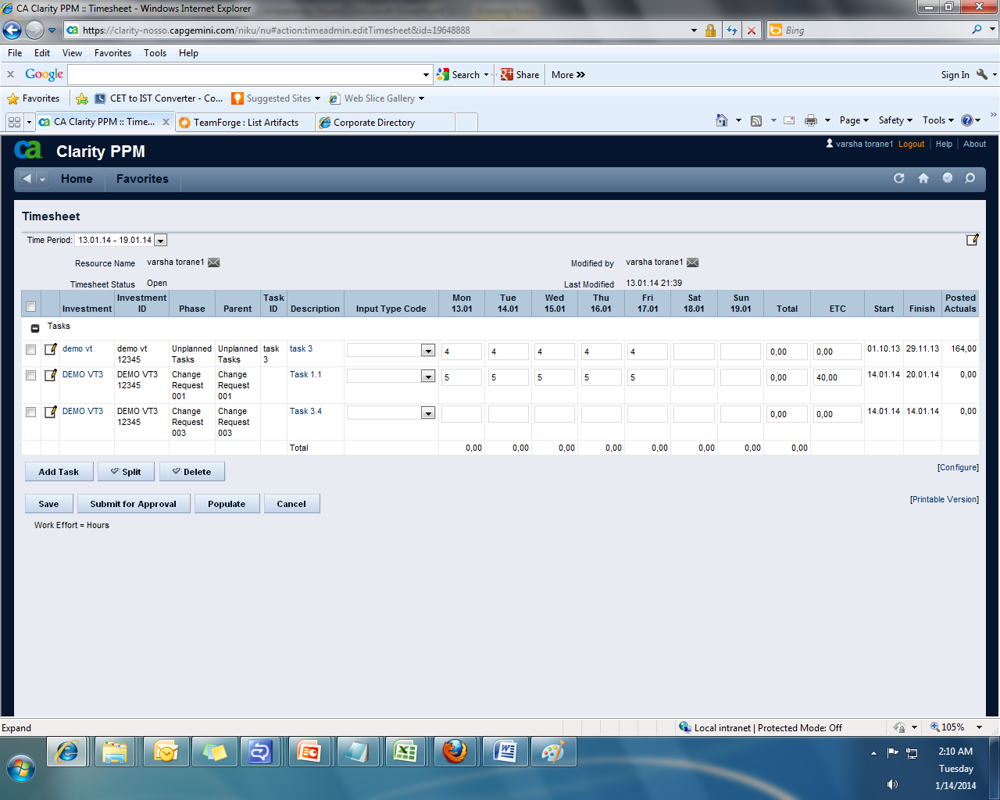 CA Clarity PPM :: Timesheet - Windows Internet Explorer
https://clarity-nosso.capgemini.com/niku/nu#action:timeadmin.editTimesheet&id=19648888
Bing
File Edit View Favorites Tools Help
x Google Search Share More » Sign In
Favorites CET to IST Converter - Co... Suggested Sites Web Slice Gallery
CA Clarity PPM :: Time... X TeamForge : List Artifacts Corporate Directory Page Safety Tools »
ca Clarity PPM varsha torane1 Logout Help About
Home Favorites
Timesheet
Time Period: 13.01.14 - 19.01.14
Resource Name varsha torane1 Modified by varsha torane1
Timesheet Status Open Last Modified 13.01.14 21:39
Investment Investment ID Phase Parent Task ID Description Input Type Code Mon 13.01 Tue 14.01 Wed 15.01 Thu 16.01 Fri 17.01 Sat 18.01 Sun 19.01 Total ETC Start Finish Posted Actuals
Tasks
demo vt demo vt 12345 Unplanned Tasks Unplanned Tasks task 3 task 3 4 4 4 4 4 0,00 0,00 01.10.13 29.11.13 164,00
DEMO VT3 DEMO VT3 12345 Change Request 001 Change Request 001 Task 1.1 5 5 5 5 5 0,00 40,00 14.01.14 20.01.14 0,00
DEMO VT3 DEMO VT3 12345 Change Request 003 Change Request 003 Task 3.4 0,00 0,00 14.01.14 14.01.14 0,00
Total 0,00 0,00 0,00 0,00 0,00 0,00 0,00 0,00
Add Task Split Delete [Configure]
Save Submit for Approval Populate Cancel [Printable Version]
Work Effort = Hours
Expand Local intranet | Protected Mode: Off 105%
2:10 AM
Tuesday
1/14/2014